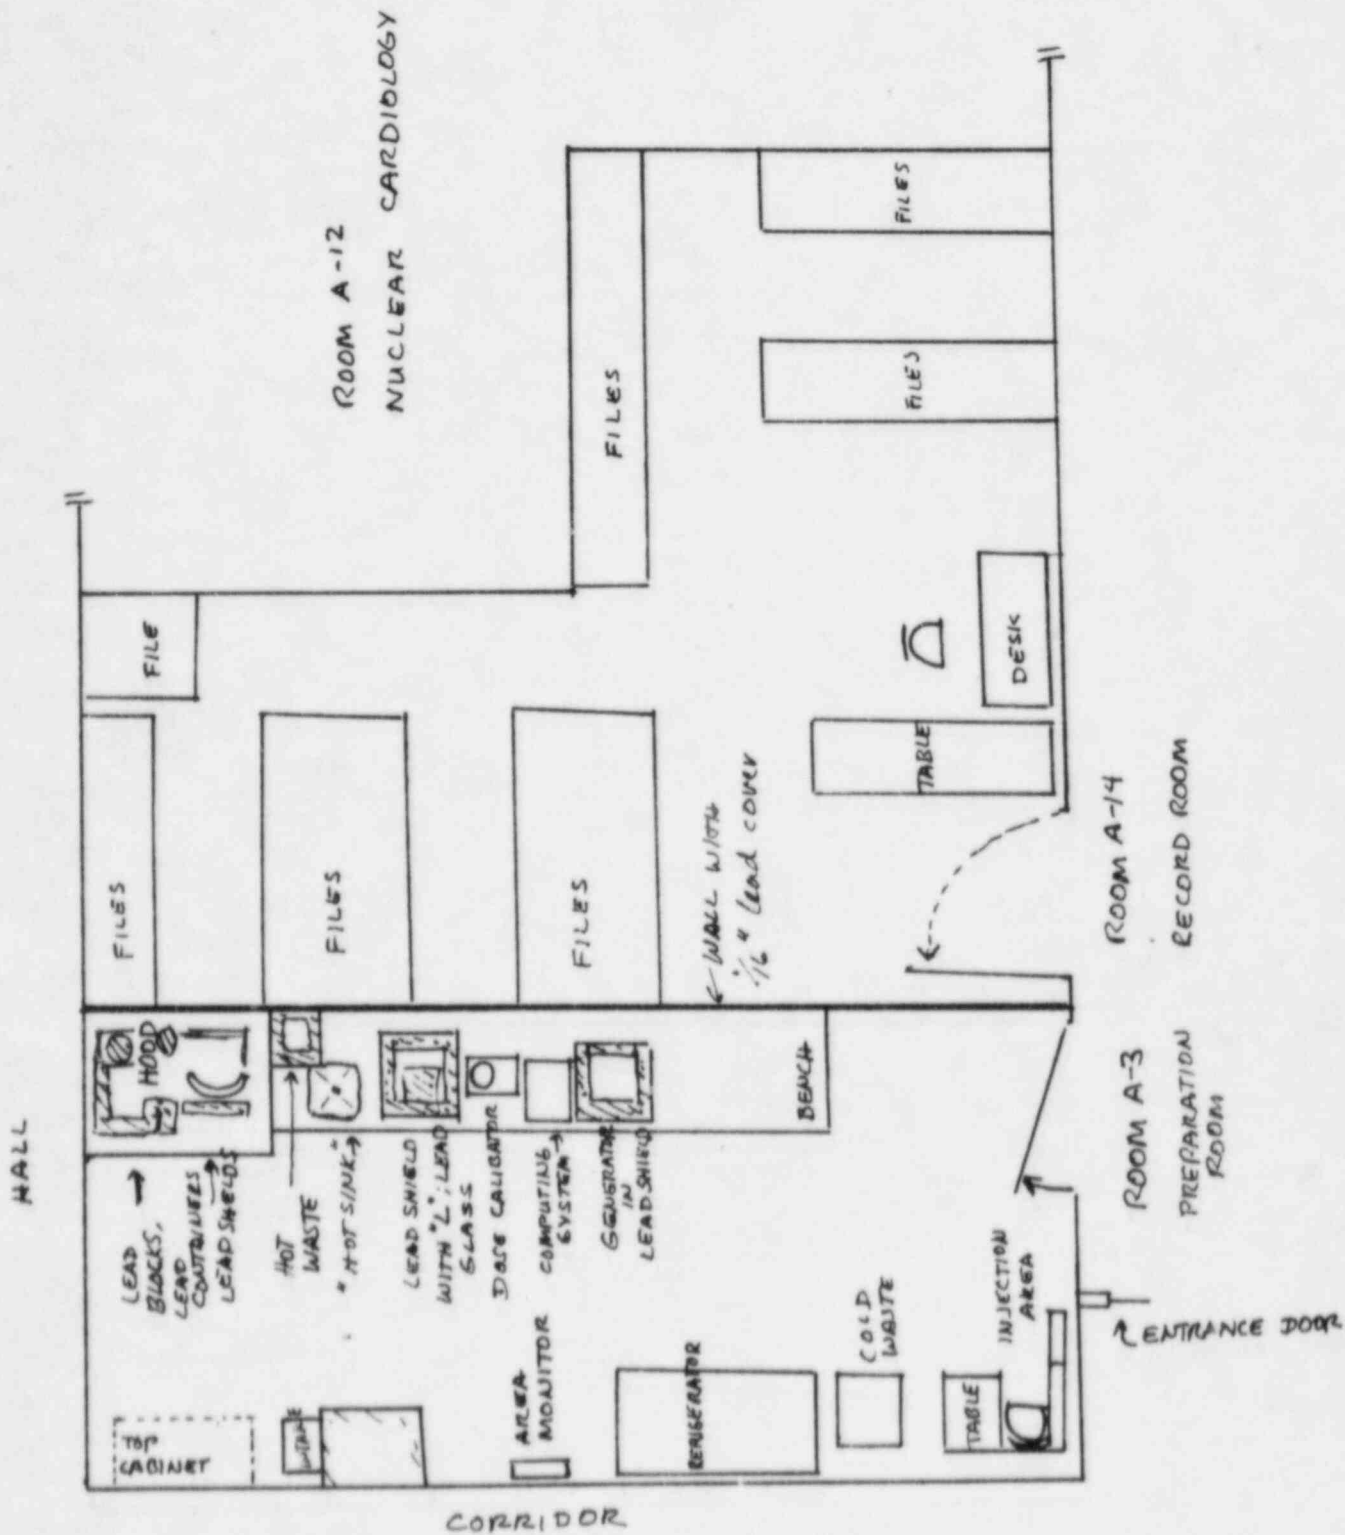 HALL
ROOM A-12
NUCLEAR CARDIOLOGY
FILE
FILES
FILES
FILES
FILES
FILES
FILES
TABLE
DESK
← WALL WITH
1/16" Lead cover
ROOM A-14
RECORD ROOM
HOOD
LEAD
BLOCKS,
LEAD
CONTAINERS
LEAD SHIELDS
HOT
WASTE
"HOT SINK"
LEAD SHIELD
WITH "L"; LEAD
GLASS
DOSE CALIBRATOR
COMPUTING
SYSTEM
GENERATOR
IN
LEAD SHIELD
BENCH
ROOM A-3
PREPARATION
ROOM
TOP
CABINET
AREA
MONITOR
REFRIGERATOR
COLD
WASTE
TABLE
INJECTION
AREA
ENTRANCE DOOR
CORRIDOR